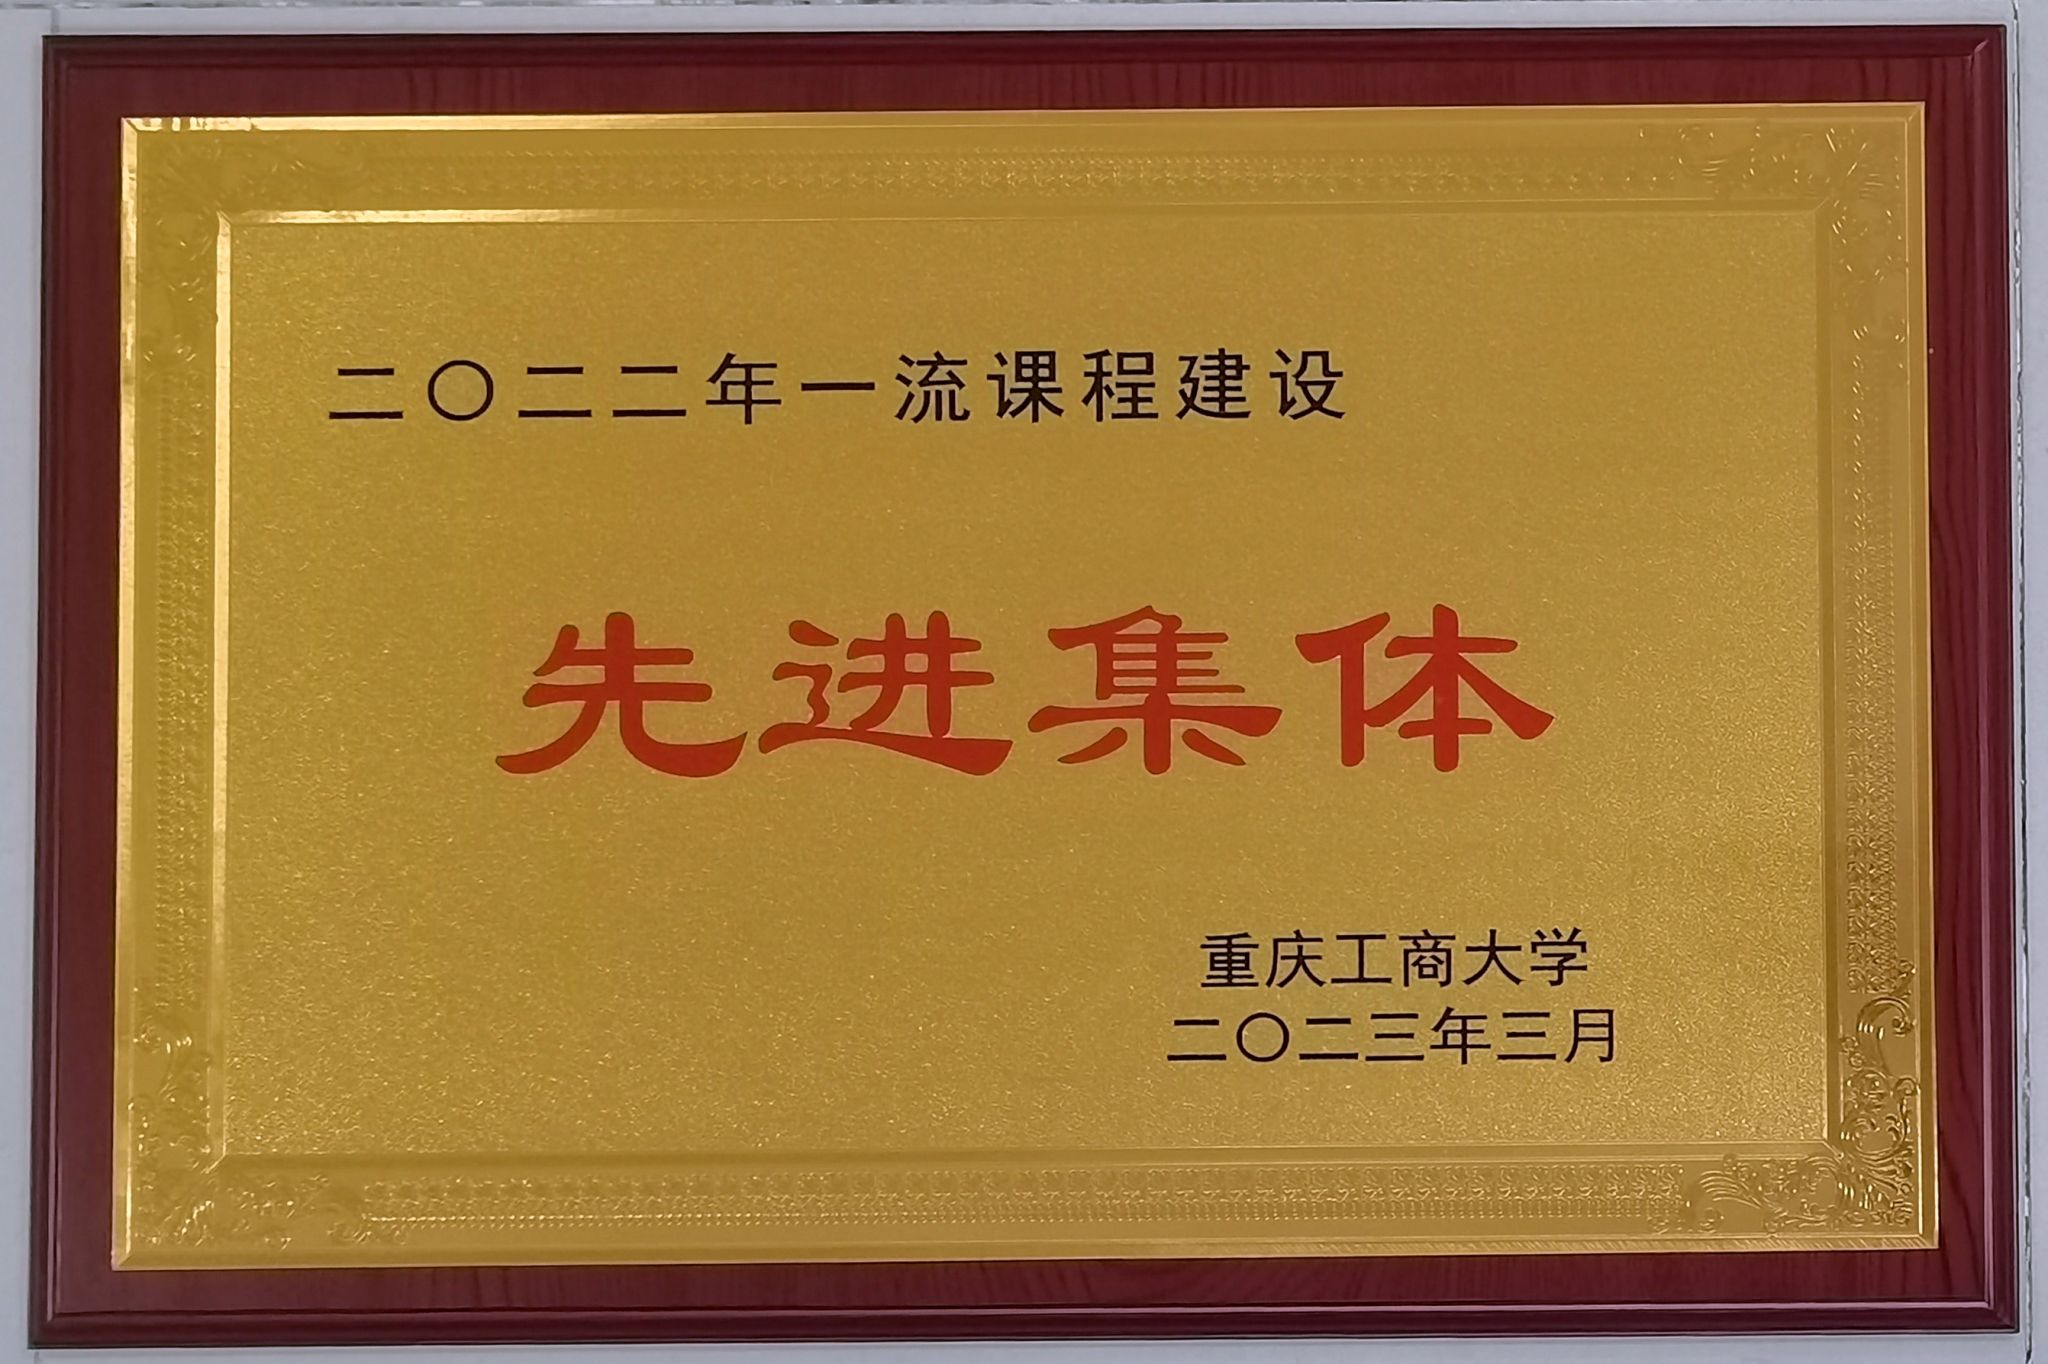 二〇二二年一流课程建设
先进集体
重庆工商大学
二〇二三年三月